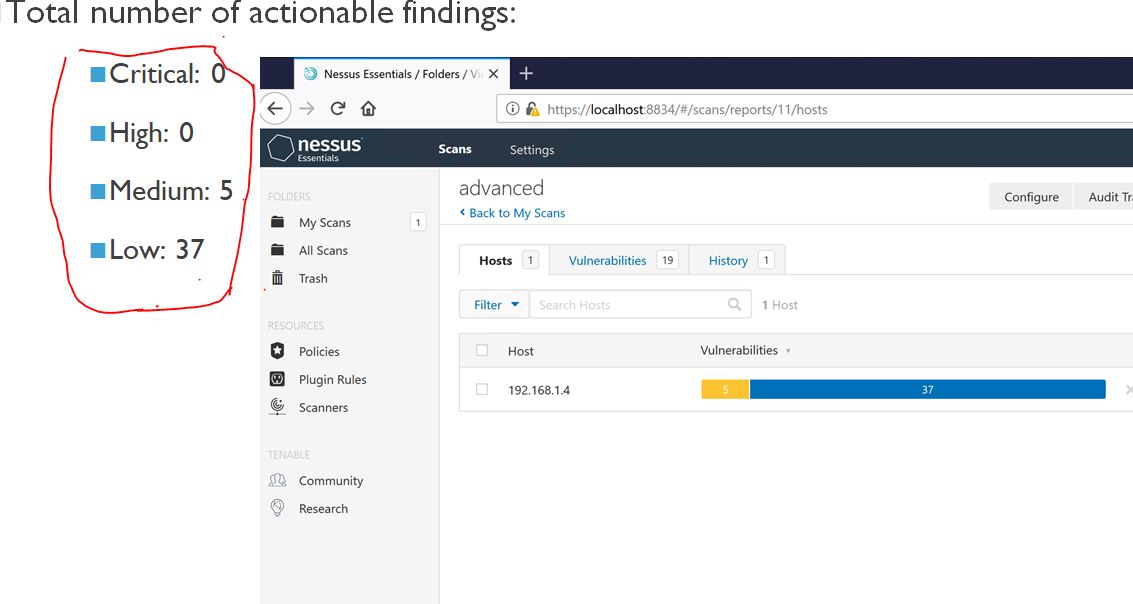 Total number of actionable findings:
Critical: 0
High: 0
Medium: 5
Low: 37
Nessus Essentials / Folders / Vi
https://localhost:8834/#/scans/reports/11/hosts
nessus
Essentials
Scans
Settings
FOLDERS
My Scans 1
All Scans
Trash
RESOURCES
Policies
Plugin Rules
Scanners
TENABLE
Community
Research
advanced
Back to My Scans
Configure
Audit Tra
Hosts 1
Vulnerabilities 19
History 1
Filter
Search Hosts
1 Host
Host
Vulnerabilities
192.168.1.4
5
37